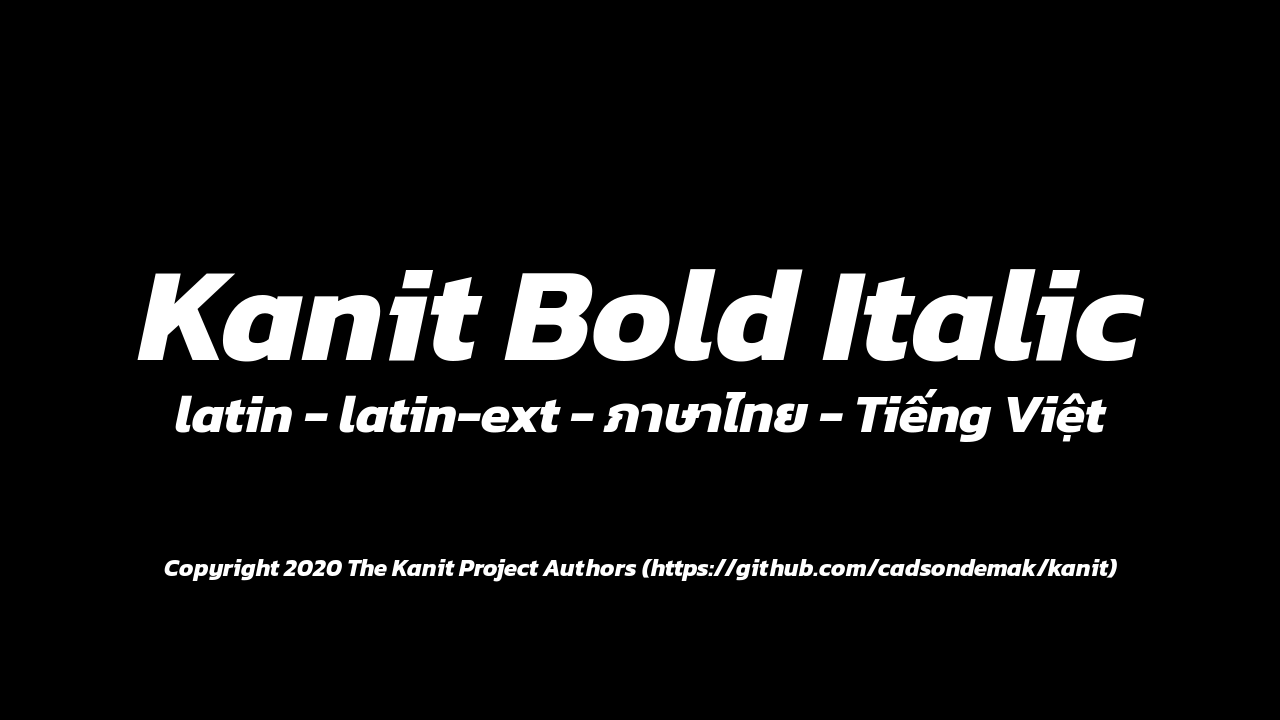 Kanit Bold Italic
latin - latin-ext - ภาษาไทย - Tiếng Việt
Copyright 2020 The Kanit Project Authors (https://github.com/cadsondemak/kanit)